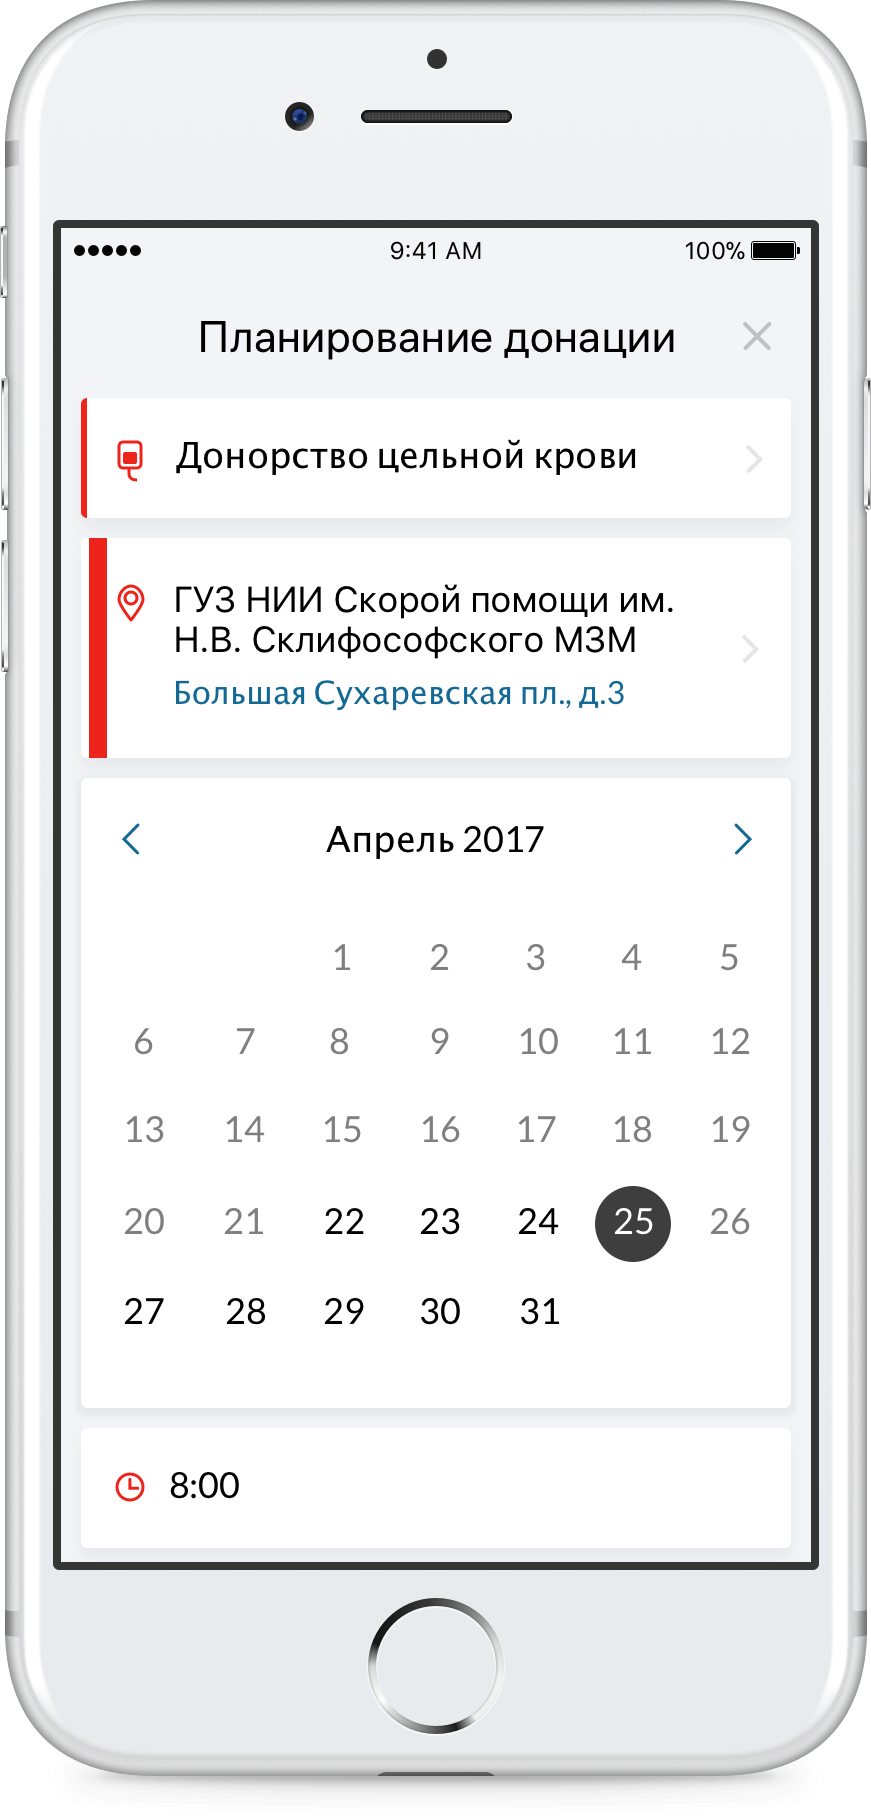 9:41 AM 100%
Планирование донации
Донорство цельной крови
ГУЗ НИИ Скорой помощи им.
Н.В. Склифософского МЗМ
Большая Сухаревская пл., д.3
Апрель 2017
1 2 3 4 5
6 7 8 9 10 11 12
13 14 15 16 17 18 19
20 21 22 23 24 25 26
27 28 29 30 31
8:00